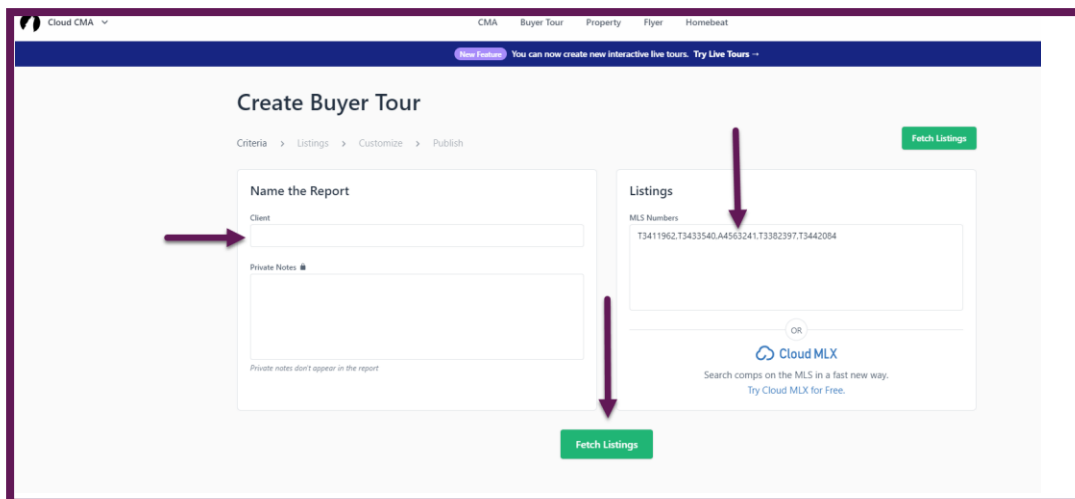 Cloud CMA
CMA Buyer Tour Property Flyer Homebeat
New Feature You can now create new interactive live tours. Try Live Tours →
Create Buyer Tour
Criteria > Listings > Customize > Publish
Fetch Listings
Name the Report
Client
Private Notes
Private notes don't appear in the report
Listings
MLS Numbers
T3411962,T3433540,A4563241,T3382397,T3442084
OR
Cloud MLX
Search comps on the MLS in a fast new way.
Try Cloud MLX for Free.
Fetch Listings